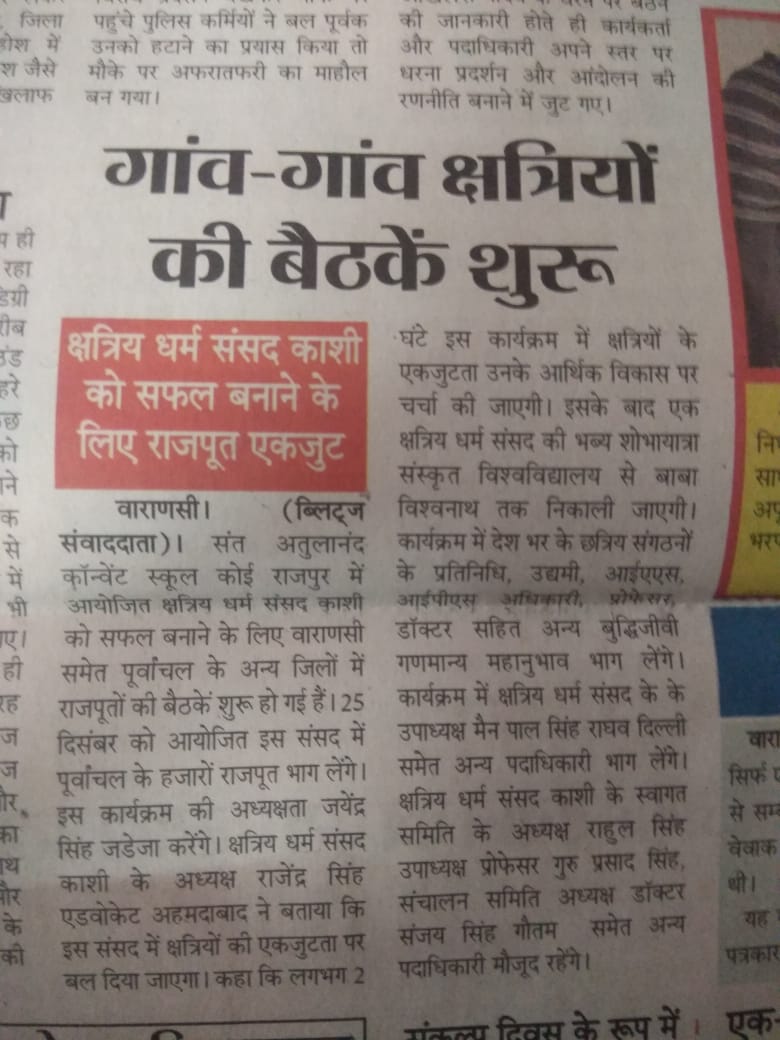 जिला
होश में
श जैसे
खलाफ
पहुंचे पुलिस कर्मियों ने बल पूर्वक
उनको हटाने का प्रयास किया तो
मौके पर अफरातफरी का माहौल
बन गया।
की जानकारी होते ही कार्यकर्ता
और पदाधिकारी अपने स्तर पर
धरना प्रदर्शन और आंदोलन की
रणनीति बनाने में जुट गए।
गांव-गांव क्षत्रियों
की बैठकें शुरू
क्षत्रिय धर्म संसद काशी
को सफल बनाने के
लिए राजपूत एकजुट
वाराणसी। (ब्लिट्ज
संवाददाता)। संत अतुलानंद
कॉन्वेंट स्कूल कोई राजपुर में
आयोजित क्षत्रिय धर्म संसद काशी
को सफल बनाने के लिए वाराणसी
समेत पूर्वांचल के अन्य जिलों में
राजपूतों की बैठकें शुरू हो गई हैं। 25
दिसंबर को आयोजित इस संसद में
पूर्वांचल के हजारों राजपूत भाग लेंगे।
इस कार्यक्रम की अध्यक्षता जयेंद्र
सिंह जडेजा करेंगे। क्षत्रिय धर्म संसद
काशी के अध्यक्ष राजेंद्र सिंह
एडवोकेट अहमदाबाद ने बताया कि
इस संसद में क्षत्रियों की एकजुटता पर
बल दिया जाएगा। कहा कि लगभग 2
घंटे इस कार्यक्रम में क्षत्रियों के
एकजुटता उनके आर्थिक विकास पर
चर्चा की जाएगी। इसके बाद एक
क्षत्रिय धर्म संसद की भब्य शोभायात्रा
संस्कृत विश्वविद्यालय से बाबा
विश्वनाथ तक निकाली जाएगी।
कार्यक्रम में देश भर के छत्रिय संगठनों
के प्रतिनिधि, उद्यमी, आईएएस,
आईपीएस अधिकारी, प्रोफेसर,
डॉक्टर सहित अन्य बुद्धिजीवी
गणमान्य महानुभाव भाग लेंगे।
कार्यक्रम में क्षत्रिय धर्म संसद के के
उपाध्यक्ष मैन पाल सिंह राघव दिल्ली
समेत अन्य पदाधिकारी भाग लेंगे।
क्षत्रिय धर्म संसद काशी के स्वागत
समिति के अध्यक्ष राहुल सिंह
उपाध्यक्ष प्रोफेसर गुरु प्रसाद सिंह,
संचालन समिति अध्यक्ष डॉक्टर
संजय सिंह गौतम समेत अन्य
पदाधिकारी मौजूद रहेंगे।
वारा
सिर्फ ए
से सम्
वेवाक
थी।
यह
पत्रकार
संकल्प दिवस के रूप में
एक-